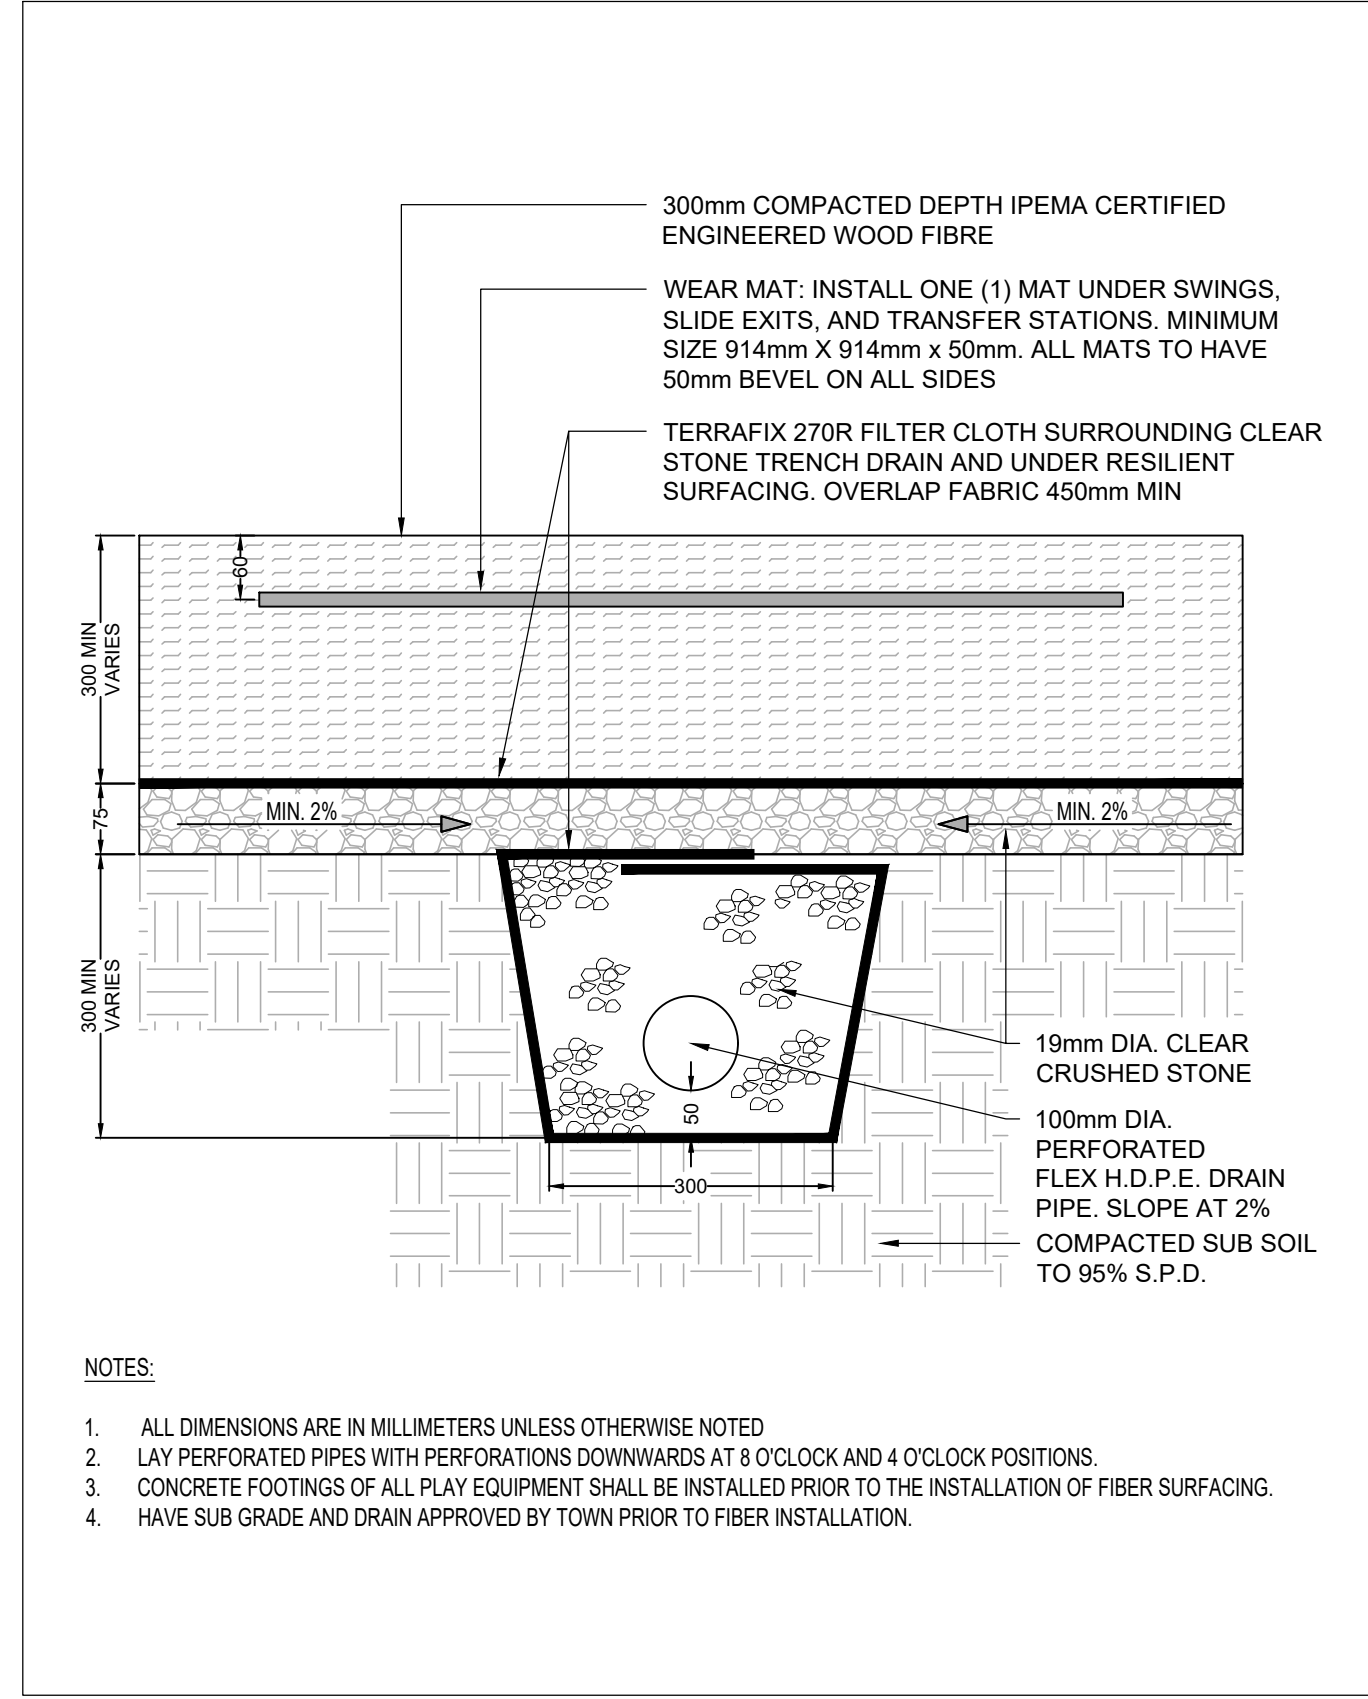 300mm COMPACTED DEPTH IPEMA CERTIFIED
ENGINEERED WOOD FIBRE
WEAR MAT: INSTALL ONE (1) MAT UNDER SWINGS,
SLIDE EXITS, AND TRANSFER STATIONS. MINIMUM
SIZE 914mm X 914mm x 50mm. ALL MATS TO HAVE
50mm BEVEL ON ALL SIDES
TERRAFIX 270R FILTER CLOTH SURROUNDING CLEAR
STONE TRENCH DRAIN AND UNDER RESILIENT
SURFACING. OVERLAP FABRIC 450mm MIN
60
300 MIN
VARIES
75
MIN. 2%
MIN. 2%
300 MIN
VARIES
50
300
19mm DIA. CLEAR
CRUSHED STONE
100mm DIA.
PERFORATED
FLEX H.D.P.E. DRAIN
PIPE. SLOPE AT 2%
COMPACTED SUB SOIL
TO 95% S.P.D.
NOTES:
1. ALL DIMENSIONS ARE IN MILLIMETERS UNLESS OTHERWISE NOTED
2. LAY PERFORATED PIPES WITH PERFORATIONS DOWNWARDS AT 8 O'CLOCK AND 4 O'CLOCK POSITIONS.
3. CONCRETE FOOTINGS OF ALL PLAY EQUIPMENT SHALL BE INSTALLED PRIOR TO THE INSTALLATION OF FIBER SURFACING.
4. HAVE SUB GRADE AND DRAIN APPROVED BY TOWN PRIOR TO FIBER INSTALLATION.